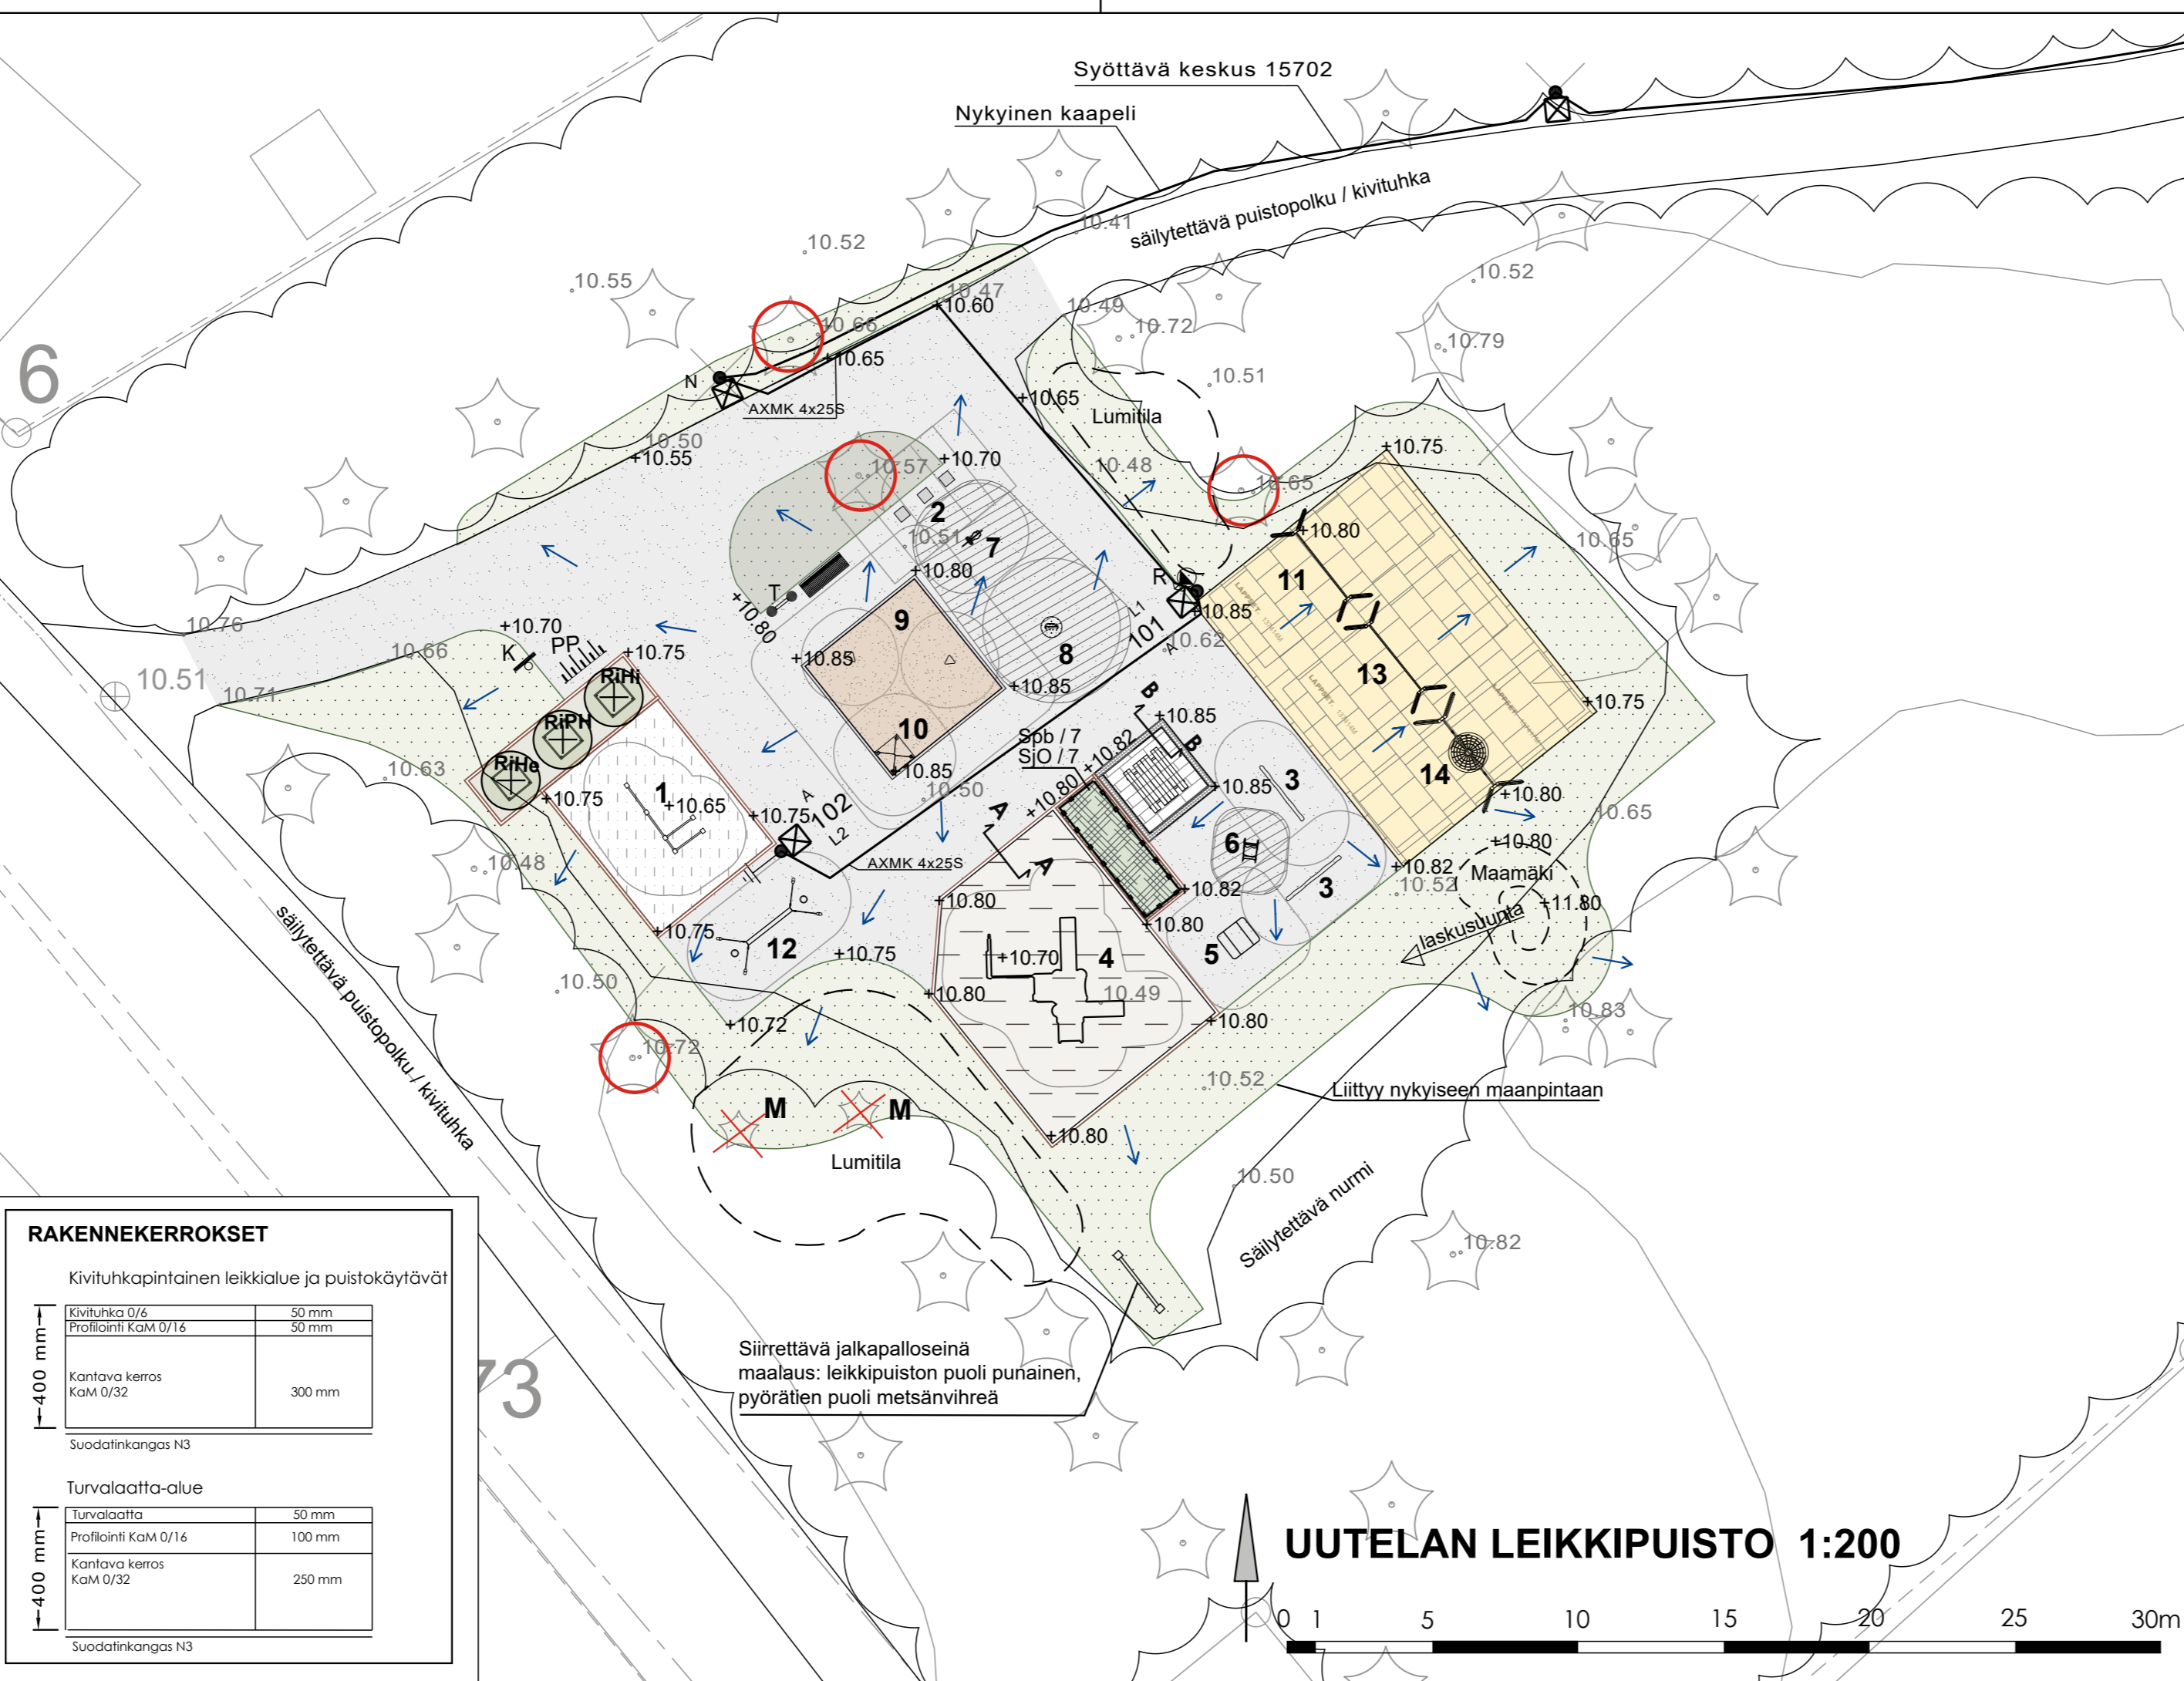 Syöttävä keskus 15702
Nykyinen kaapeli
säilytettävä puistopolku / kivituhka
10.41
10.52
10.55
10.47
+10.60
10.49
10.72
10.52
10.79
10.66
+10.65
6
N
AXMK 4x25S
10.51
+10.65
Lumitila
10.50
+10.55
10.57
+10.70
10.48
10.65
+10.75
2
10.51
7
+10.80
11
10.65
+10.80
T
+10.80
R
+10.85
L1
101
A
10.62
9
+10.85
8
13
10.76
+10.70
K
PP
+10.75
10.66
10.51
10.71
RiHi
RiPH
RiHe
+10.85
B
+10.85
B
+10.75
10
+10.85
Spb / 7
SjO / 7
+10.82
+10.80
10.63
+10.75
1
+10.65
10.50
+10.85
3
14
+10.80
10.65
+10.75
A
102
L2
AXMK 4x25S
A
A
6
+10.80
10.48
+10.82
10.52
Maamäki
+11.80
laskusuunta
3
+10.82
+10.80
+10.80
+10.75
12
+10.75
5
4
+10.70
10.49
+10.80
+10.80
10.50
+10.72
10.72
10.83
säilytettävä puistopolku / kivituhka
10.52
Liittyy nykyiseen maanpintaan
M
M
+10.80
Lumitila
10.50
Säilytettävä nurmi
10.82
Siirrettävä jalkapalloseinä
maalaus: leikkipuiston puoli punainen,
pyörätien puoli metsänvihreä
73
RAKENNEKERROKSET
Kivituhkapintainen leikkialue ja puistokäytävät
400 mm
Kivituhka 0/6 50 mm
Profilointi KaM 0/16 50 mm
Kantava kerros
KaM 0/32 300 mm
Suodatinkangas N3
Turvalaatta-alue
400 mm
Turvalaatta 50 mm
Profilointi KaM 0/16 100 mm
Kantava kerros
KaM 0/32 250 mm
Suodatinkangas N3
UUTELAN LEIKKIPUISTO 1:200
0 1 5 10 15 20 25 30m